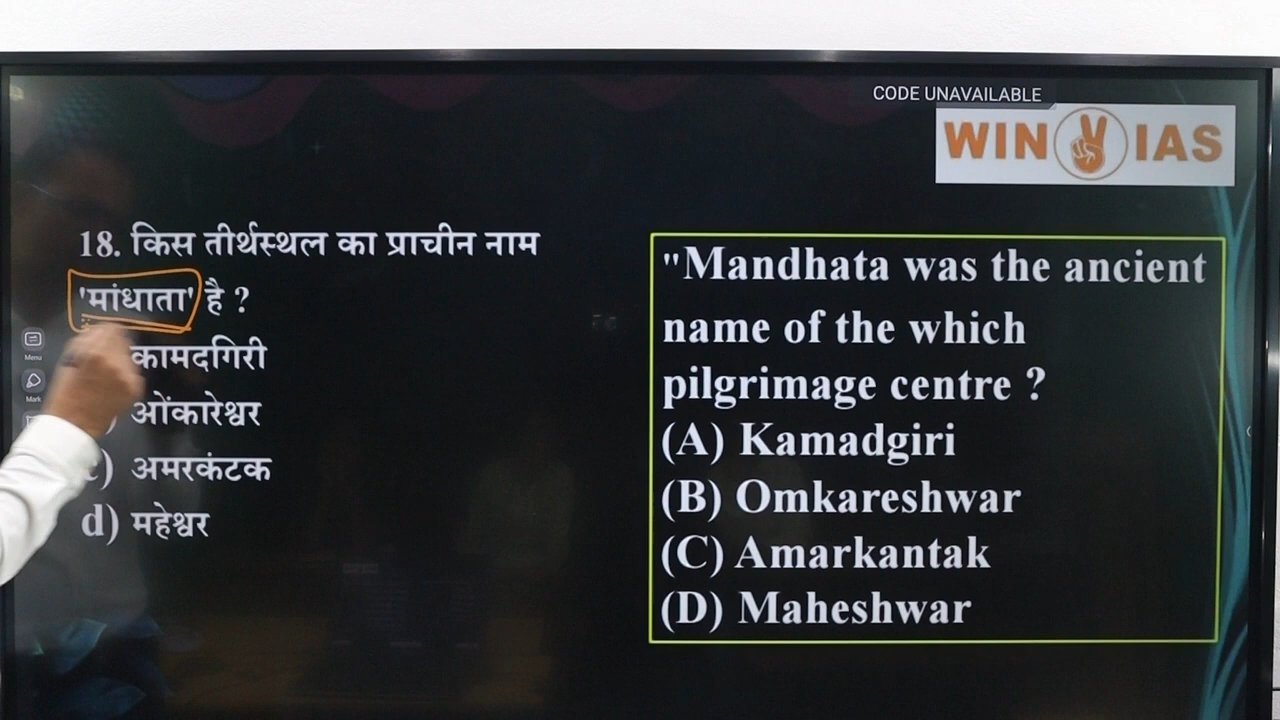 CODE UNAVAILABLE
WIN IAS
18. किस तीर्थस्थल का प्राचीन नाम
'मांधाता' है ?
कामदगिरी
) ओंकारेश्वर
c) अमरकंटक
d) महेश्वर
"Mandhata was the ancient
name of the which
pilgrimage centre ?
(A) Kamadgiri
(B) Omkareshwar
(C) Amarkantak
(D) Maheshwar
Menu
Mark